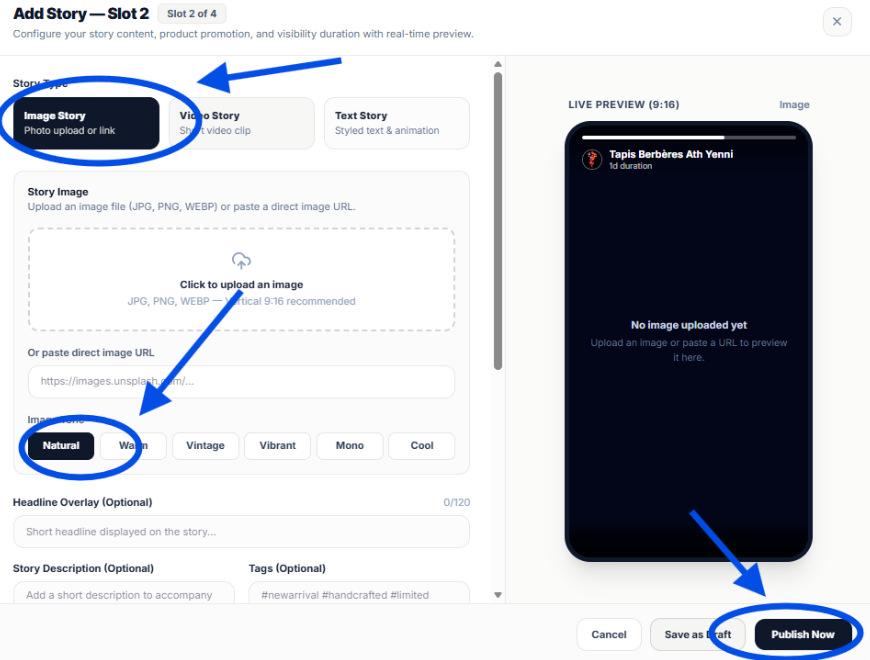 Add Story — Slot 2
Slot 2 of 4
Configure your story content, product promotion, and visibility duration with real-time preview.
Story Type
Image Story
Photo upload or link
Video Story
Short video clip
Text Story
Styled text & animation
Story Image
Upload an image file (JPG, PNG, WEBP) or paste a direct image URL.
Click to upload an image
JPG, PNG, WEBP — Vertical 9:16 recommended
Or paste direct image URL
https://images.unsplash.com/...
Image Tone
Natural
Warm
Vintage
Vibrant
Mono
Cool
Headline Overlay (Optional)
0/120
Short headline displayed on the story...
Story Description (Optional)
Tags (Optional)
Add a short description to accompany
#newarrival #handcrafted #limited
LIVE PREVIEW (9:16)
Image
Tapis Berbères Ath Yenni
1d duration
No image uploaded yet
Upload an image or paste a URL to preview
it here.
Cancel
Save as Draft
Publish Now